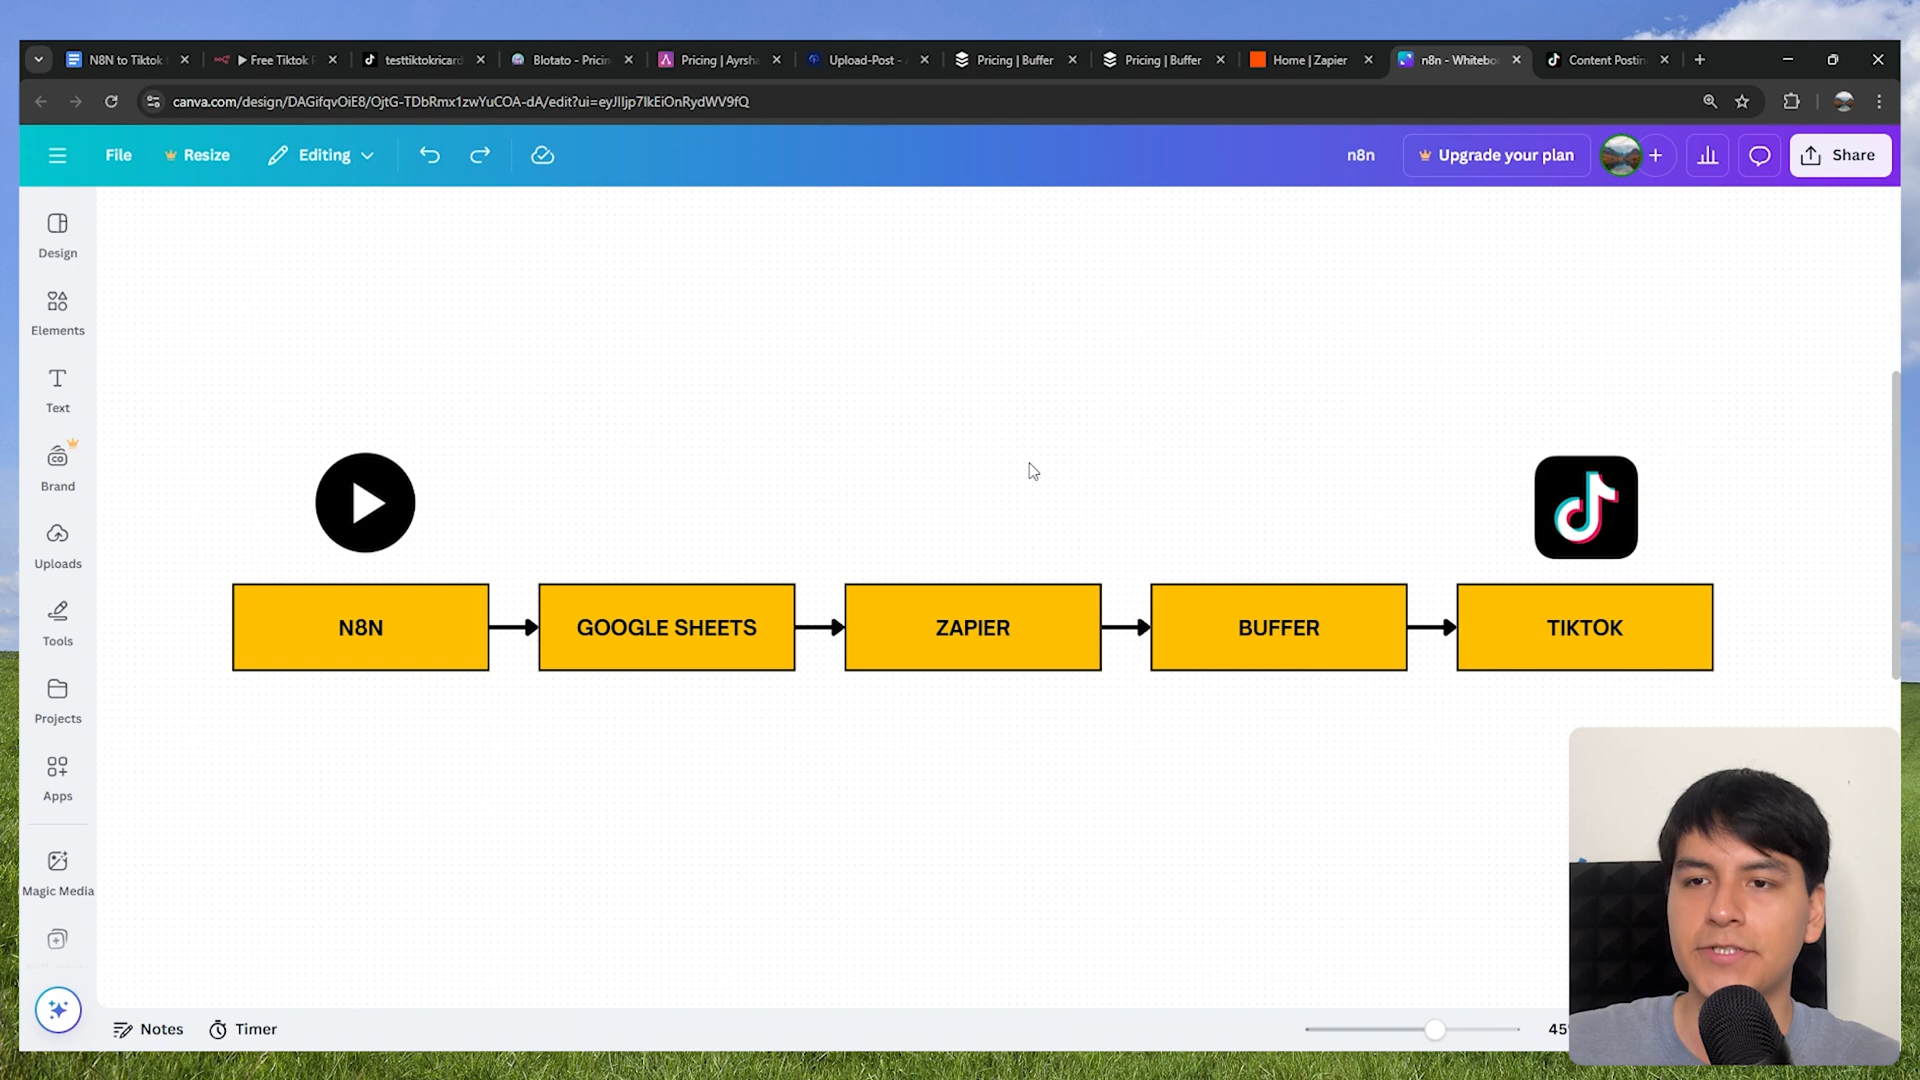 N8N to Tiktok
▶ Free Tiktok
testtiktokricard
Blotato - Pricin
Pricing | Ayrsha
Upload-Post -
Pricing | Buffer
Pricing | Buffer
Home | Zapier
n8n - Whitebo
Content Postin
canva.com/design/DAGifqvOiE8/OjtG-TDbRmx1zwYuCOA-dA/edit?ui=eyJIIjp7IkEiOnRydWV9fQ
File
Resize
Editing
n8n
Upgrade your plan
Share
Design
Elements
Text
Brand
Uploads
Tools
Projects
Apps
Magic Media
N8N
GOOGLE SHEETS
ZAPIER
BUFFER
TIKTOK
Notes
Timer
45